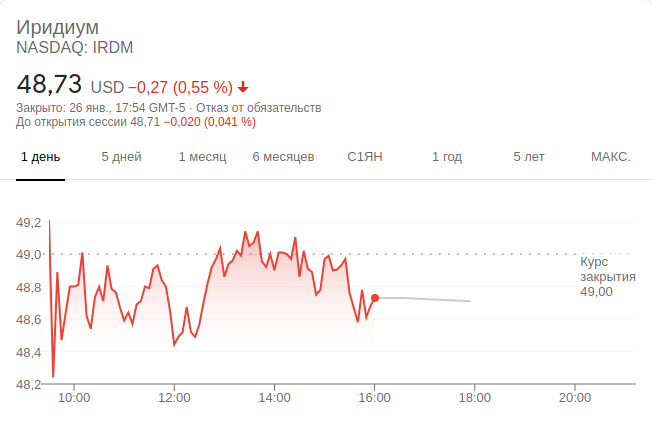 Иридиум
NASDAQ: IRDM
48,73 USD −0,27 (0,55 %)
Закрыто: 26 янв., 17:54 GMT-5 · Отказ от обязательств
До открытия сессии 48,71 −0,020 (0,041 %)
1 день 5 дней 1 месяц 6 месяцев С1ЯН 1 год 5 лет МАКС.
49,2
49,0
Курс
закрытия
48,8
49,00
48,6
48,4
48,2
10:00 12:00 14:00 16:00 18:00 20:00